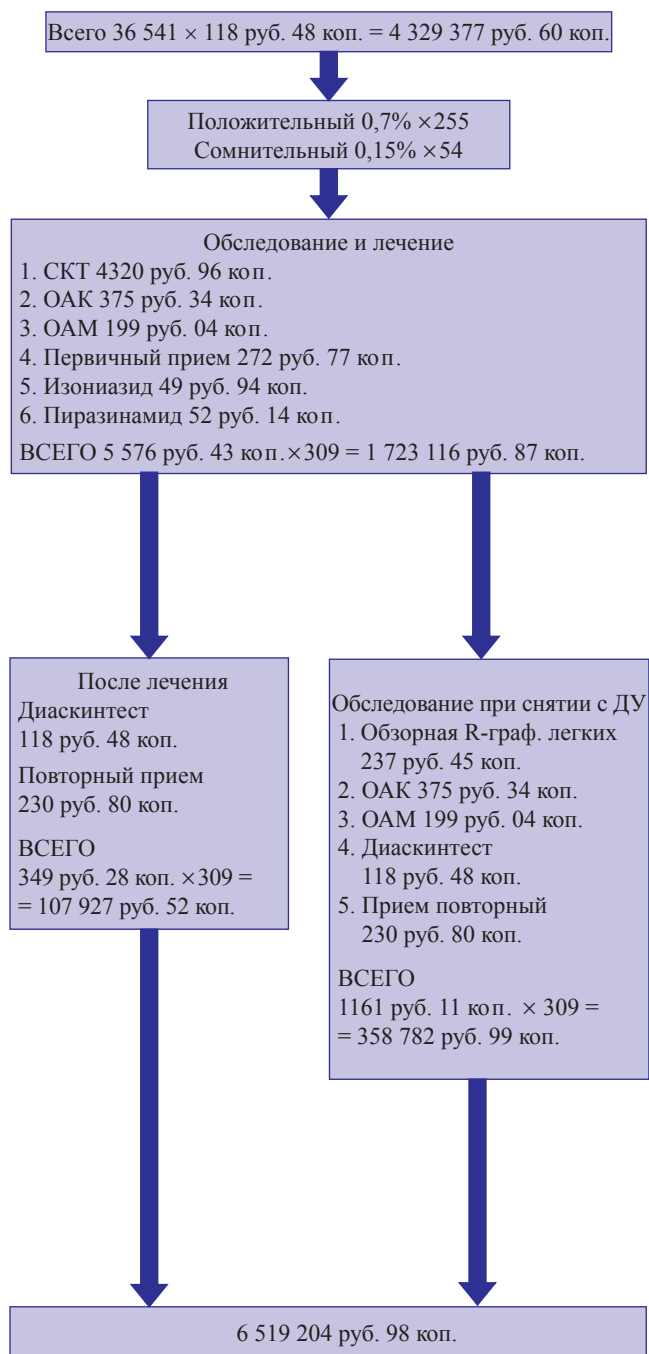 Всего 36 541 × 118 руб. 48 коп. = 4 329 377 руб. 60 коп.
Положительный 0,7% ×255
Сомнительный 0,15% ×54
Обследование и лечение
1. СКТ 4320 руб. 96 коп.
2. ОАК 375 руб. 34 коп.
3. ОАМ 199 руб. 04 коп.
4. Первичный прием 272 руб. 77 коп.
5. Изониазид 49 руб. 94 коп.
6. Пиразинамид 52 руб. 14 коп.
ВСЕГО 5 576 руб. 43 коп.×309 = 1 723 116 руб. 87 коп.
После лечения
Диаскинтест
118 руб. 48 коп.
Повторный прием
230 руб. 80 коп.
ВСЕГО
349 руб. 28 коп. ×309 =
= 107 927 руб. 52 коп.
Обследование при снятии с ДУ
1. Обзорная R-граф. легких
237 руб. 45 коп.
2. ОАК 375 руб. 34 коп.
3. ОАМ 199 руб. 04 коп.
4. Диаскинтест
118 руб. 48 коп.
5. Прием повторный
230 руб. 80 коп.
ВСЕГО
1161 руб. 11 коп. × 309 =
= 358 782 руб. 99 коп.
6 519 204 руб. 98 коп.